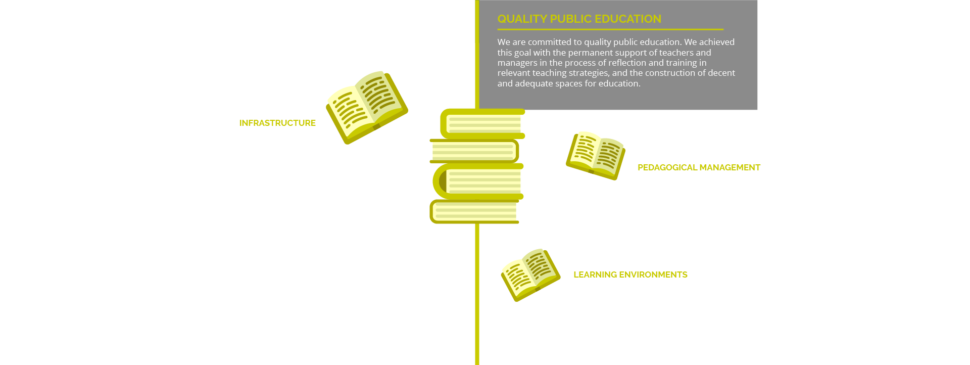 QUALITY PUBLIC EDUCATION
We are committed to quality public education. We achieved
this goal with the permanent support of teachers and
managers in the process of reflection and training in
relevant teaching strategies, and the construction of decent
and adequate spaces for education.
INFRASTRUCTURE
PEDAGOGICAL MANAGEMENT
LEARNING ENVIRONMENTS